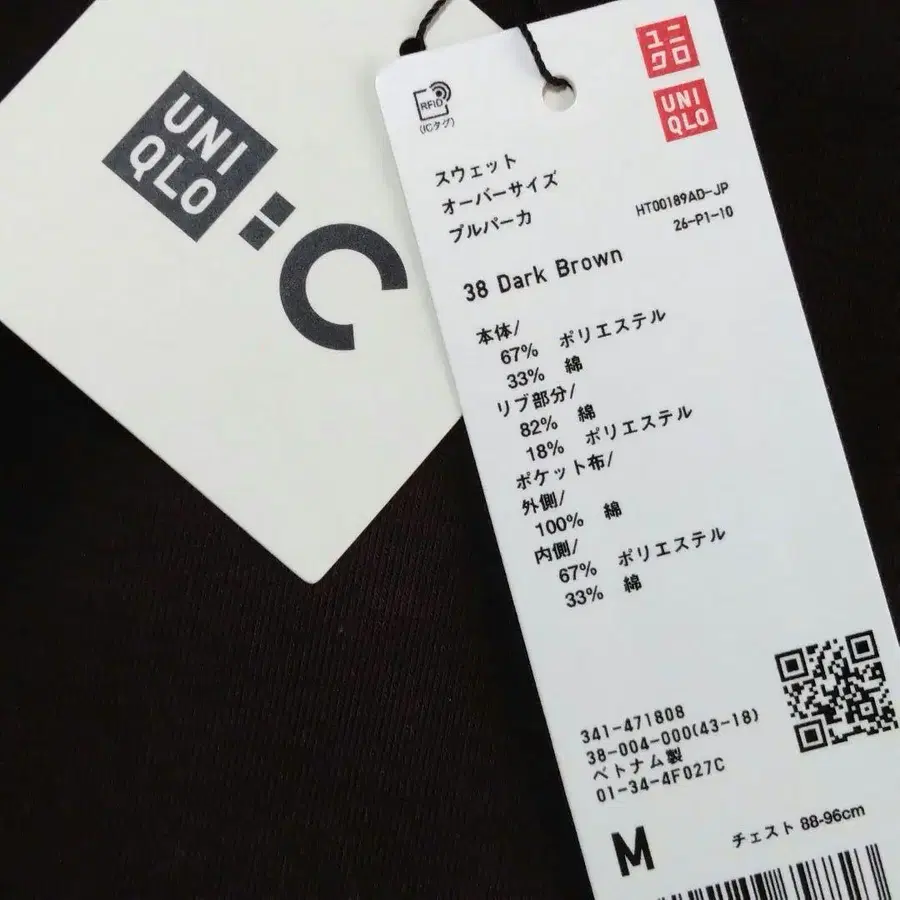 UNI
QLO
:C
RFID
(ICタグ)
ユニ
クロ
UNI
QLO
スウェット
オーバーサイズ
プルパーカ
HT00189AD-JP
26-P1-10
38 Dark Brown
本体/
67% ポリエステル
33% 綿
リブ部分/
82% 綿
18% ポリエステル
ポケット布/
外側/
100% 綿
内側/
67% ポリエステル
33% 綿
341-471808
38-004-000(43-18)
ベトナム製
01-34-4F027C
M チェスト 88-96cm